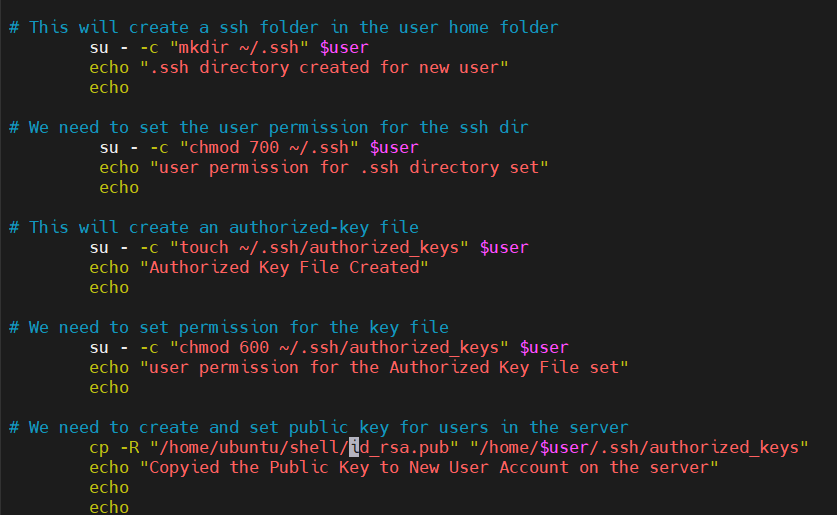 # This will create a ssh folder in the user home folder
su - -c "mkdir ~/.ssh" $user
echo ".ssh directory created for new user"
echo
# We need to set the user permission for the ssh dir
su - -c "chmod 700 ~/.ssh" $user
echo "user permission for .ssh directory set"
echo
# This will create an authorized-key file
su - -c "touch ~/.ssh/authorized_keys" $user
echo "Authorized Key File Created"
echo
# We need to set permission for the key file
su - -c "chmod 600 ~/.ssh/authorized_keys" $user
echo "user permission for the Authorized Key File set"
echo
# We need to create and set public key for users in the server
cp -R "/home/ubuntu/shell/id_rsa.pub" "/home/$user/.ssh/authorized_keys"
echo "Copyied the Public Key to New User Account on the server"
echo
echo